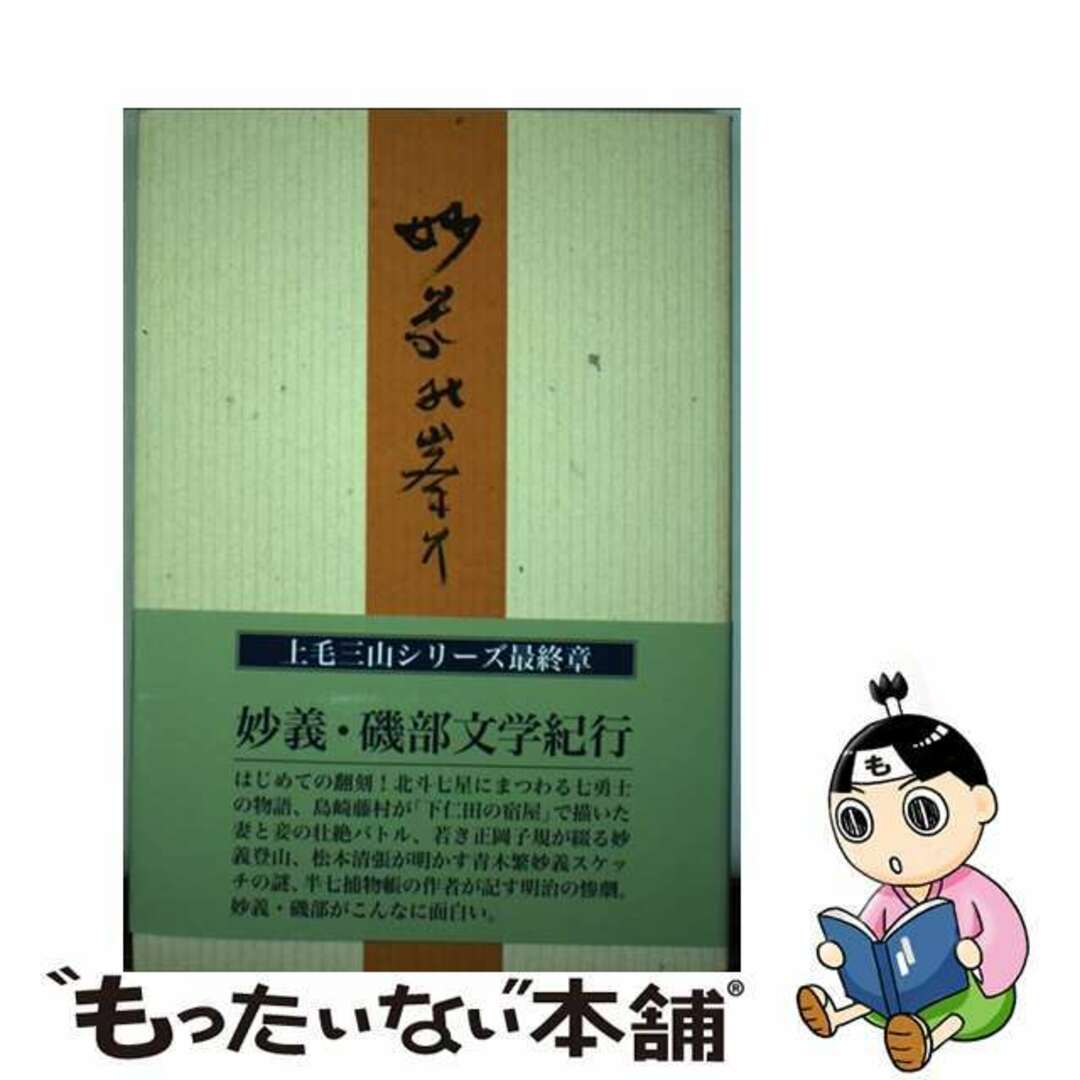 妙義
上毛三山シリーズ最終章
妙義・磯部文学紀行
はじめての翻刻！北斗七星にまつわる七勇士
の物語、島崎藤村が「下仁田の宿屋」で描いた
妻と妾の壮絶バトル、若き正岡子規が綴る妙
義登山、松本清張が明かす青木繁妙義スケッ
チの謎、半七捕物帳の作者が記す明治の惨劇。
妙義・磯部がこんなに面白い。
も
“もったいない”本舗®